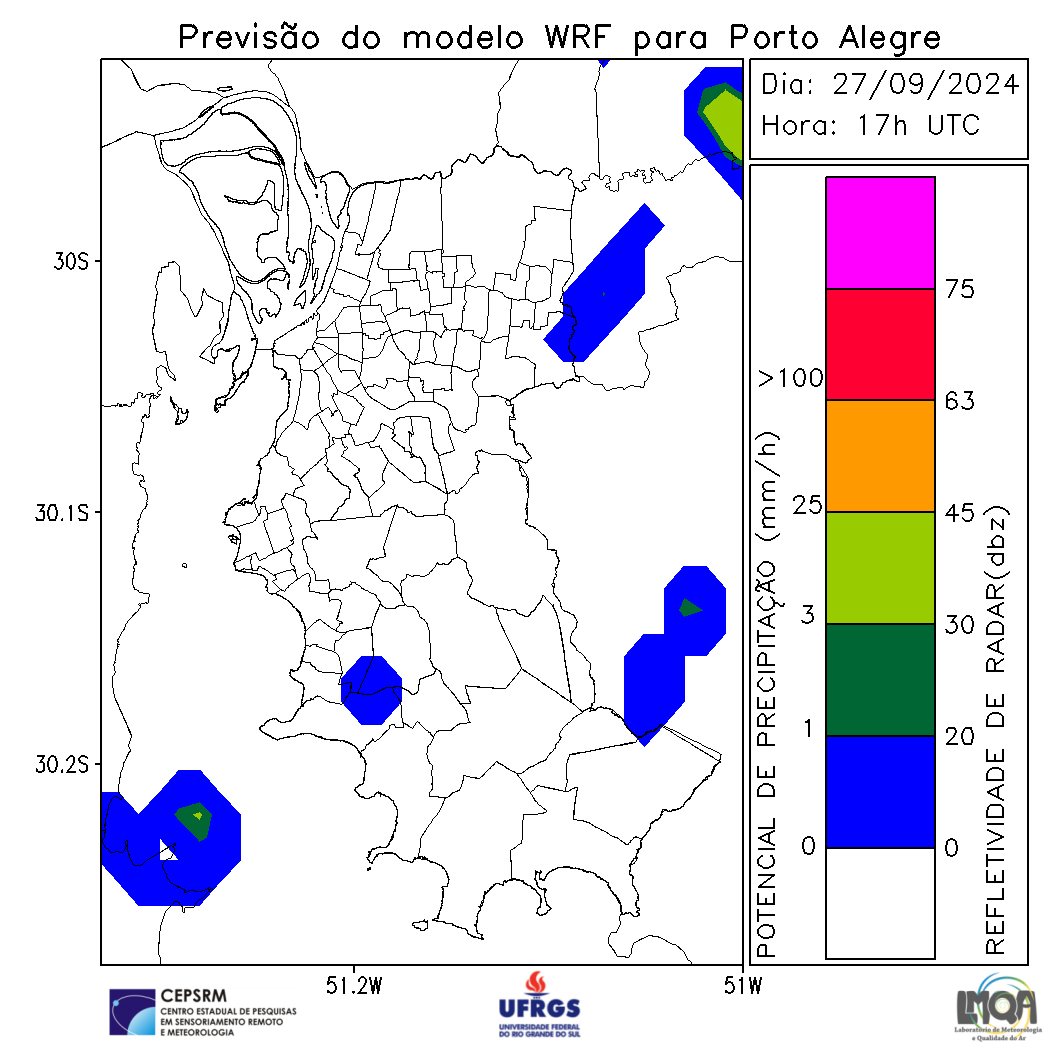 Previsão do modelo WRF para Porto Alegre
Dia: 27/09/2024
Hora: 17h UTC
30S
30.1S
30.2S
51.2W
51W
POTENCIAL DE PRECIPITAÇÃO (mm/h)
>100
25
3
1
0
75
63
45
30
20
0
REFLETIVIDADE DE RADAR(dbz)
CEPSRM
CENTRO ESTADUAL DE PESQUISAS
EM SENSORIAMENTO REMOTO
E METEOROLOGIA
UFRGS
UNIVERSIDADE FEDERAL
DO RIO GRANDE DO SUL
LMQA
Laboratório de Meteorologia
e Qualidade do Ar